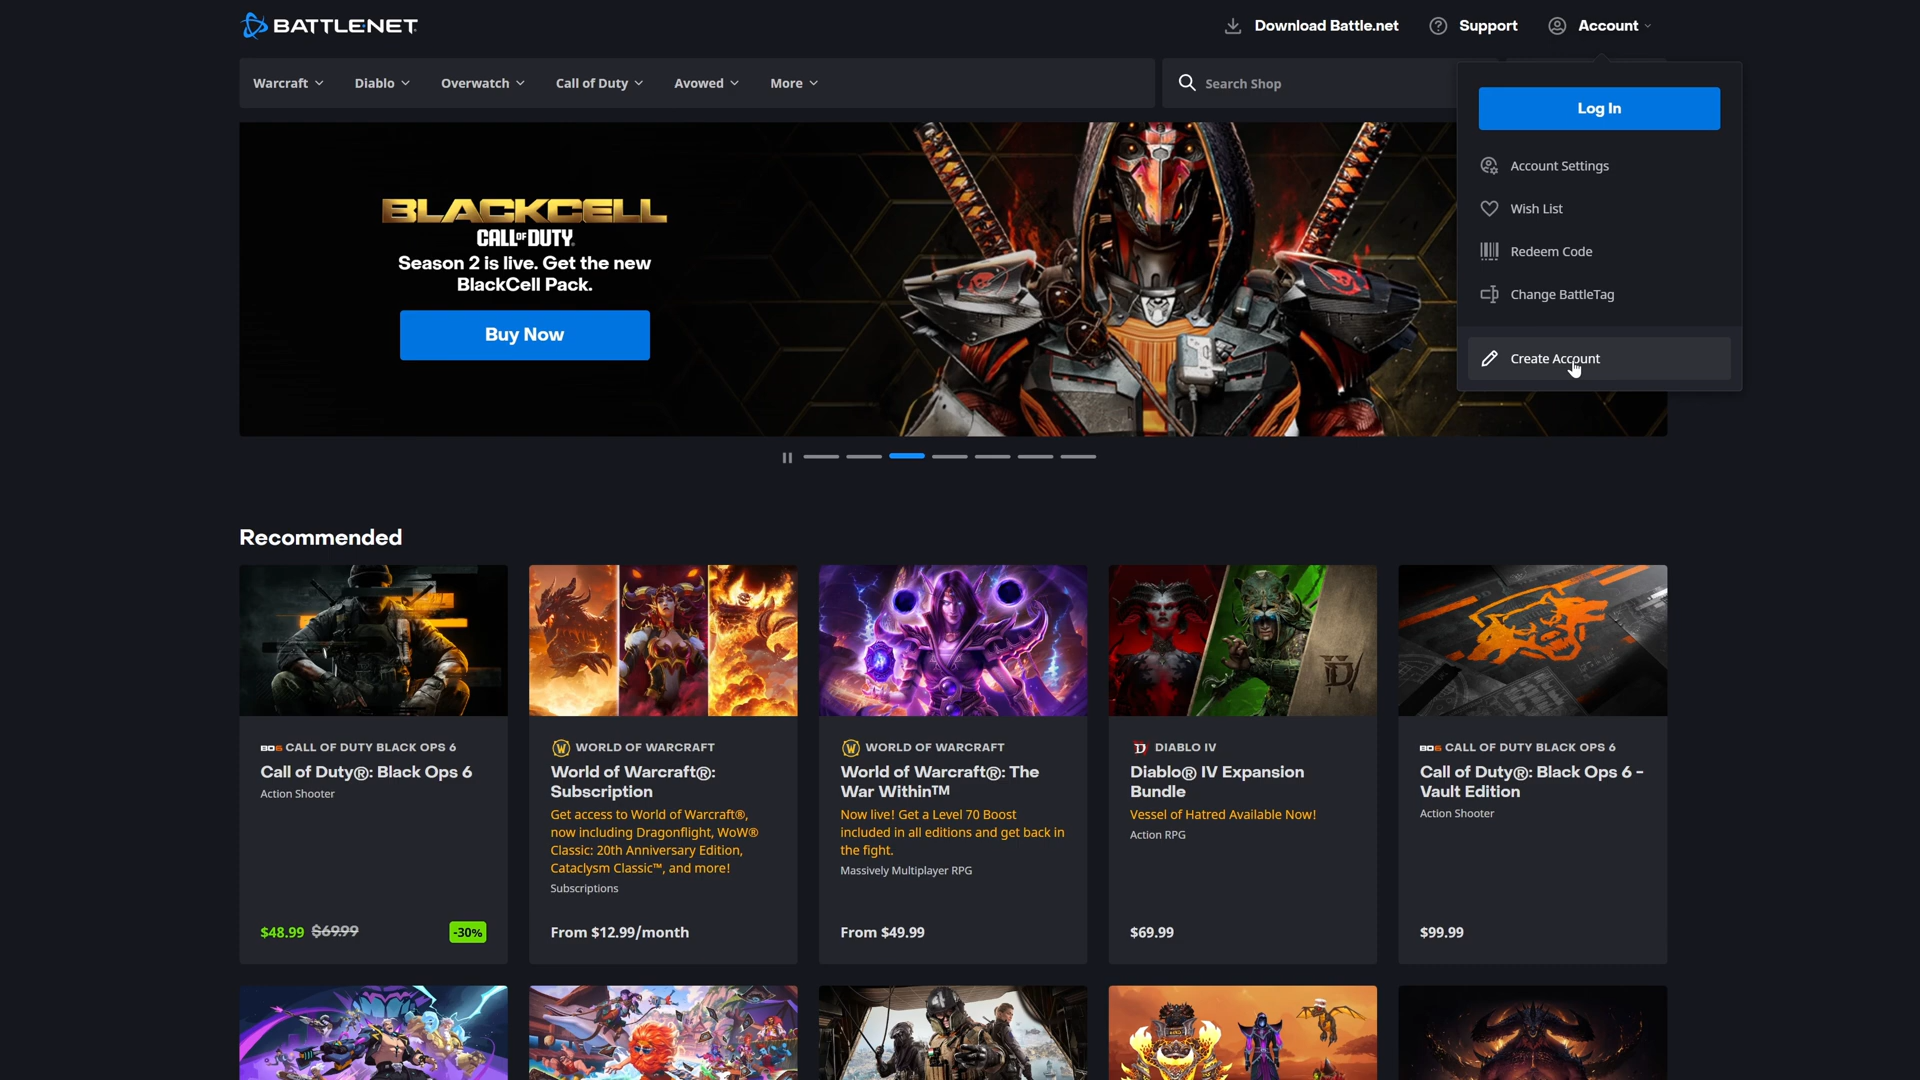 BATTLE.NET
Download Battle.net
Support
Account
Warcraft
Diablo
Overwatch
Call of Duty
Avowed
More
Search Shop
Log In
Account Settings
Wish List
Redeem Code
Change BattleTag
Create Account
BLACKCELL
CALL OF DUTY
Season 2 is live. Get the new
BlackCell Pack.
Buy Now
Recommended
BO6 CALL OF DUTY BLACK OPS 6
Call of Duty®: Black Ops 6
Action Shooter
$48.99 $69.99
-30%
WORLD OF WARCRAFT
World of Warcraft®:
Subscription
Get access to World of Warcraft®,
now including Dragonflight, WoW®
Classic: 20th Anniversary Edition,
Cataclysm Classic™, and more!
Subscriptions
From $12.99/month
WORLD OF WARCRAFT
World of Warcraft®: The
War Within™
Now live! Get a Level 70 Boost
included in all editions and get back in
the fight.
Massively Multiplayer RPG
From $49.99
DIABLO IV
Diablo® IV Expansion
Bundle
Vessel of Hatred Available Now!
Action RPG
$69.99
BO6 CALL OF DUTY BLACK OPS 6
Call of Duty®: Black Ops 6 -
Vault Edition
Action Shooter
$99.99